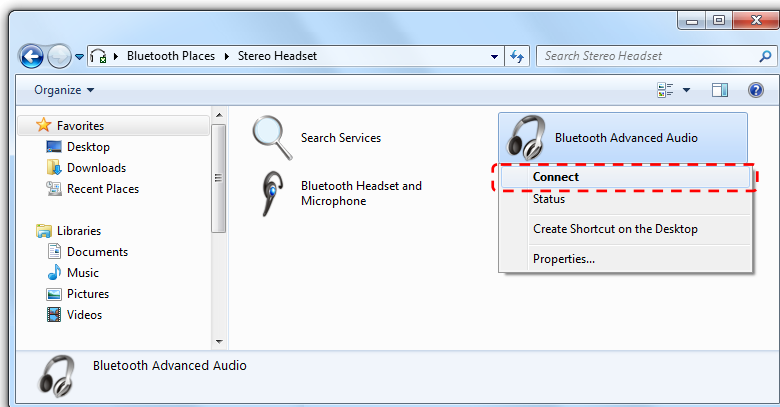 Bluetooth Places
Stereo Headset
Search Stereo Headset
Organize
Favorites
Desktop
Downloads
Recent Places
Libraries
Documents
Music
Pictures
Videos
Search Services
Bluetooth Headset and
Microphone
Bluetooth Advanced Audio
Connect
Status
Create Shortcut on the Desktop
Properties...
Bluetooth Advanced Audio